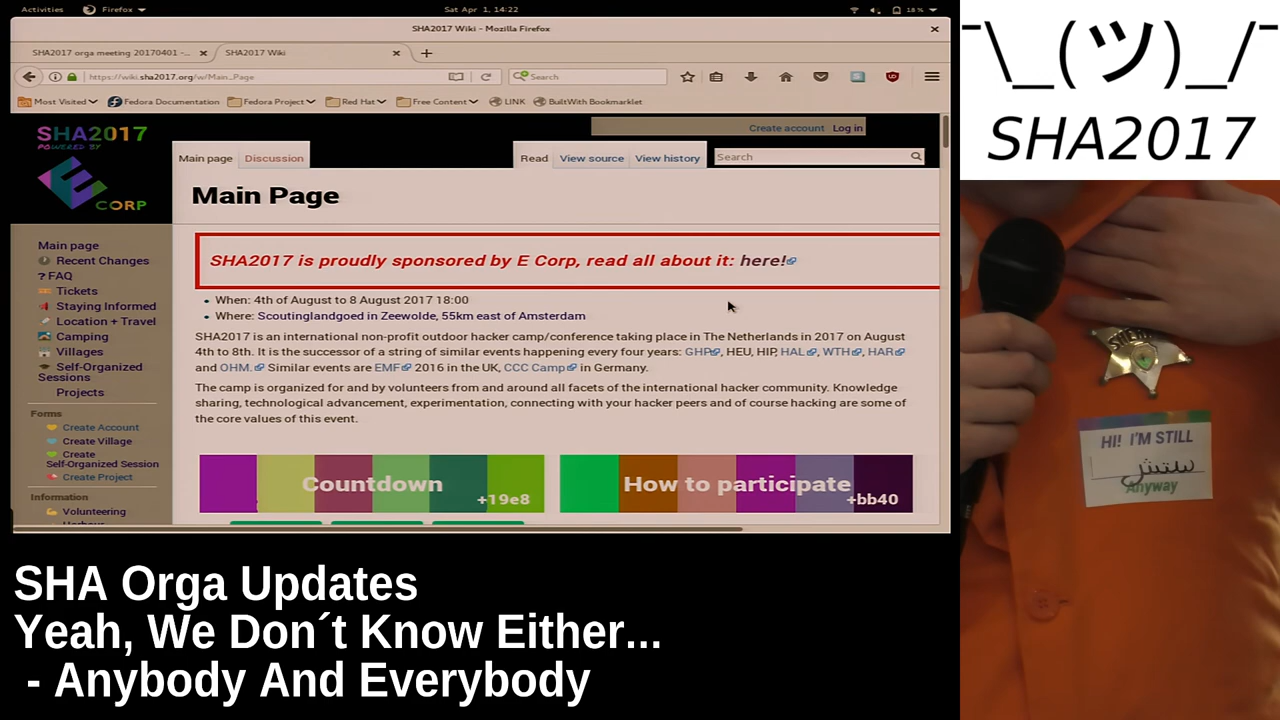 Activities Firefox Sat Apr 1, 14:22 18 %
SHA2017 Wiki - Mozilla Firefox
SHA2017 orga meeting 20170401 -... SHA2017 Wiki
https://wiki.sha2017.org/w/Main_Page Search
Most Visited Fedora Documentation Fedora Project Red Hat Free Content LINK BuiltWith Bookmarklet
SHA2017
POWERED BY
E
CORP
Create account Log in
Main page Discussion Read View source View history Search
Main Page
Main page
Recent Changes
? FAQ
Tickets
Staying Informed
Location + Travel
Camping
Villages
Self-Organized
Sessions
Projects
Forms
Create Account
Create Village
Create
Self-Organized Session
Create Project
Information
Volunteering
SHA2017 is proudly sponsored by E Corp, read all about it: here!
• When: 4th of August to 8 August 2017 18:00
• Where: Scoutinglandgoed in Zeewolde, 55km east of Amsterdam
SHA2017 is an international non-profit outdoor hacker camp/conference taking place in The Netherlands in 2017 on August
4th to 8th. It is the successor of a string of similar events happening every four years: GHP, HEU, HIP, HAL, WTH, HAR
and OHM. Similar events are EMF 2016 in the UK, CCC Camp in Germany.
The camp is organized for and by volunteers from and around all facets of the international hacker community. Knowledge
sharing, technological advancement, experimentation, connecting with your hacker peers and of course hacking are some of
the core values of this event.
Countdown
+19e8
How to participate
+bb40
SHA Orga Updates
Yeah, We Don´t Know Either...
- Anybody And Everybody
¯\_(ツ)_/¯
SHA2017
HI! I'M STILL
Anyway